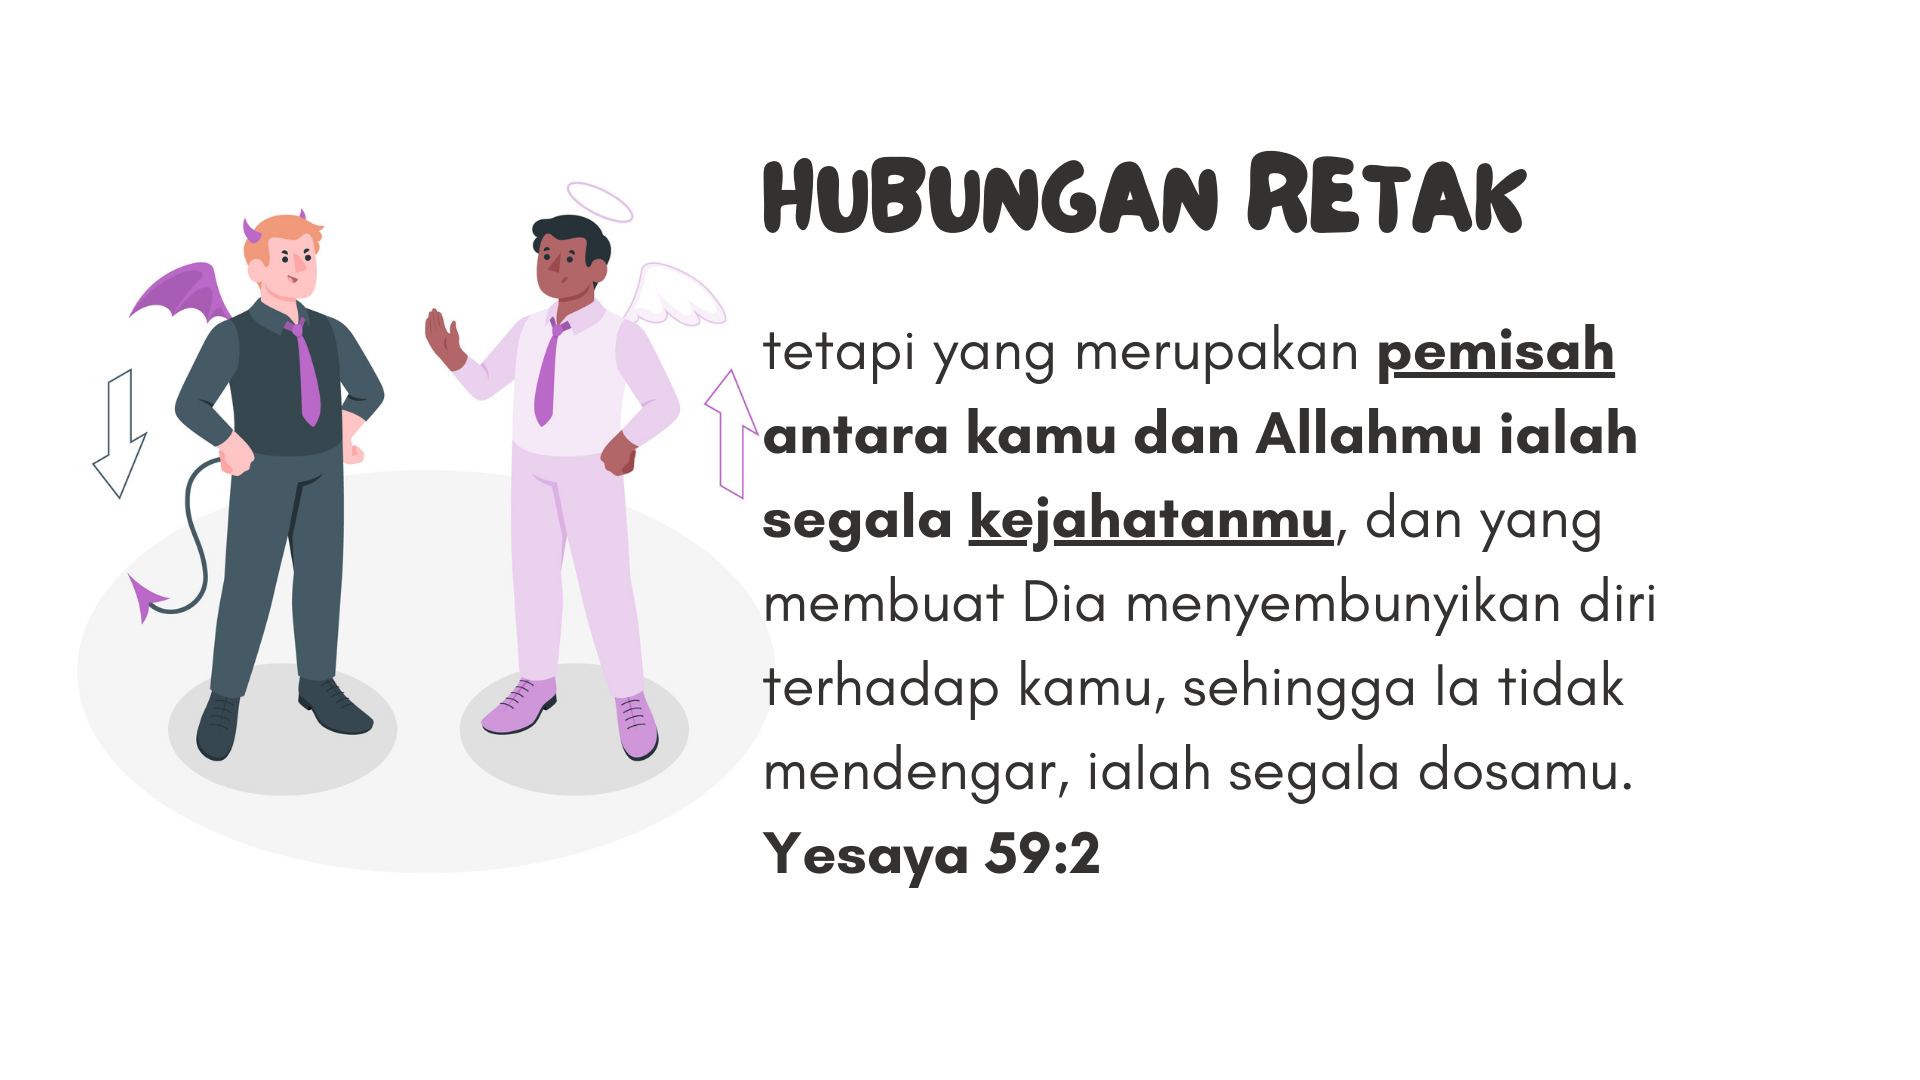 HUBUNGAN RETAK
tetapi yang merupakan pemisah
antara kamu dan Allahmu ialah
segala kejahatanmu, dan yang
membuat Dia menyembunyikan diri
terhadap kamu, sehingga Ia tidak
mendengar, ialah segala dosamu.
Yesaya 59:2